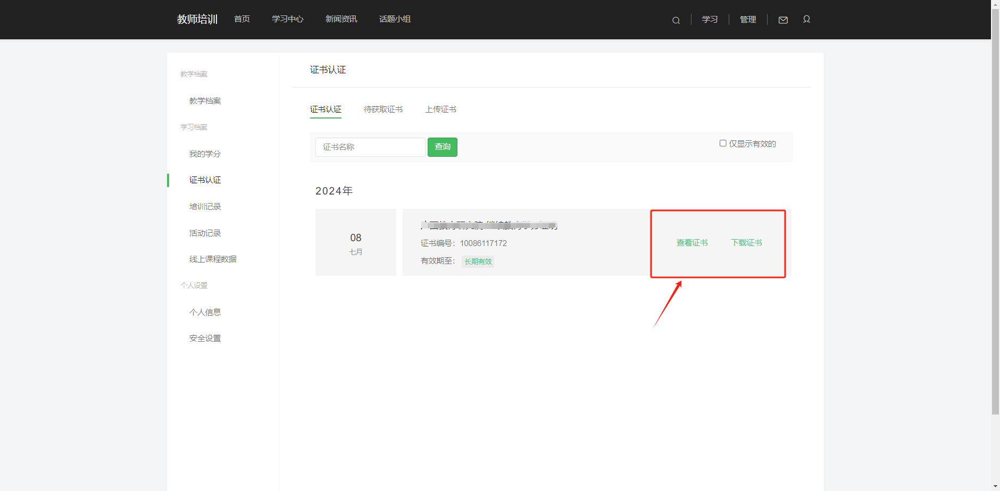 教师培训 首页 学习中心 新闻资讯 话题小组 学习 管理
教学档案
教学档案
学习档案
我的学分
证书认证
培训记录
活动记录
线上课程数据
个人设置
个人信息
安全设置
证书认证
证书认证 待获取证书 上传证书
证书名称 查询 仅显示有效的
2024年
08
七月
证书编号：10086117172
有效期至： 长期有效
查看证书 下载证书